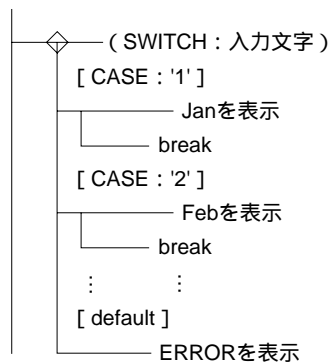 （SWITCH：入力文字）
[ CASE：'1' ]
Janを表示
break
[ CASE：'2' ]
Febを表示
break
⋮ ⋮
[ default ]
ERRORを表示